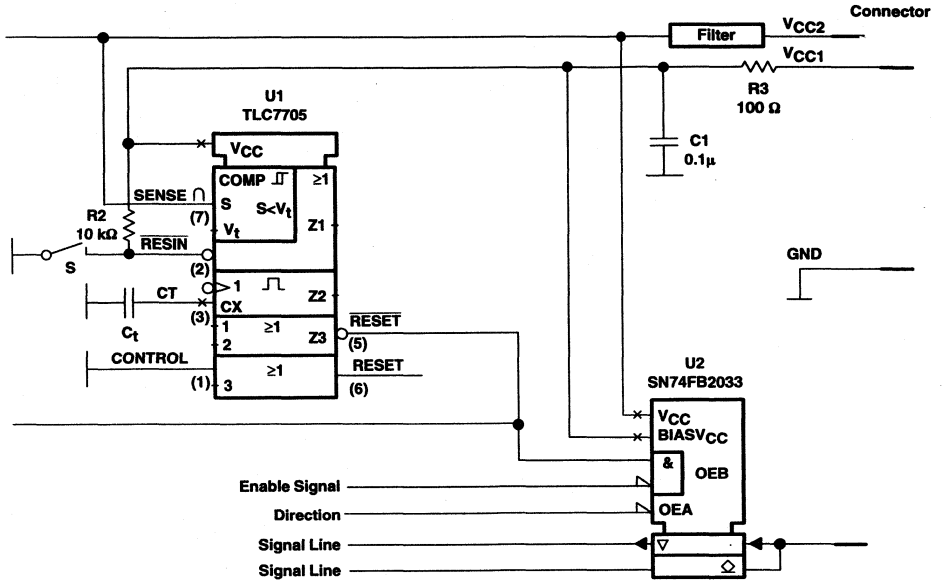 Connector
Filter
VCC2
VCC1
R3
100 Ω
C1
0.1μ
U1
TLC7705
VCC
COMP
≥1
SENSE
S
S<Vt
(7)
Vt
Z1
R2
10 kΩ
RESIN
(2)
S
GND
1
CT
Z2
(3)
CX
Ct
1
≥1
2
Z3
RESET
(5)
CONTROL
(1)
3
≥1
RESET
(6)
U2
SN74FB2033
VCC
BIASVCC
&
OEB
Enable Signal
OEA
Direction
Signal Line
Signal Line